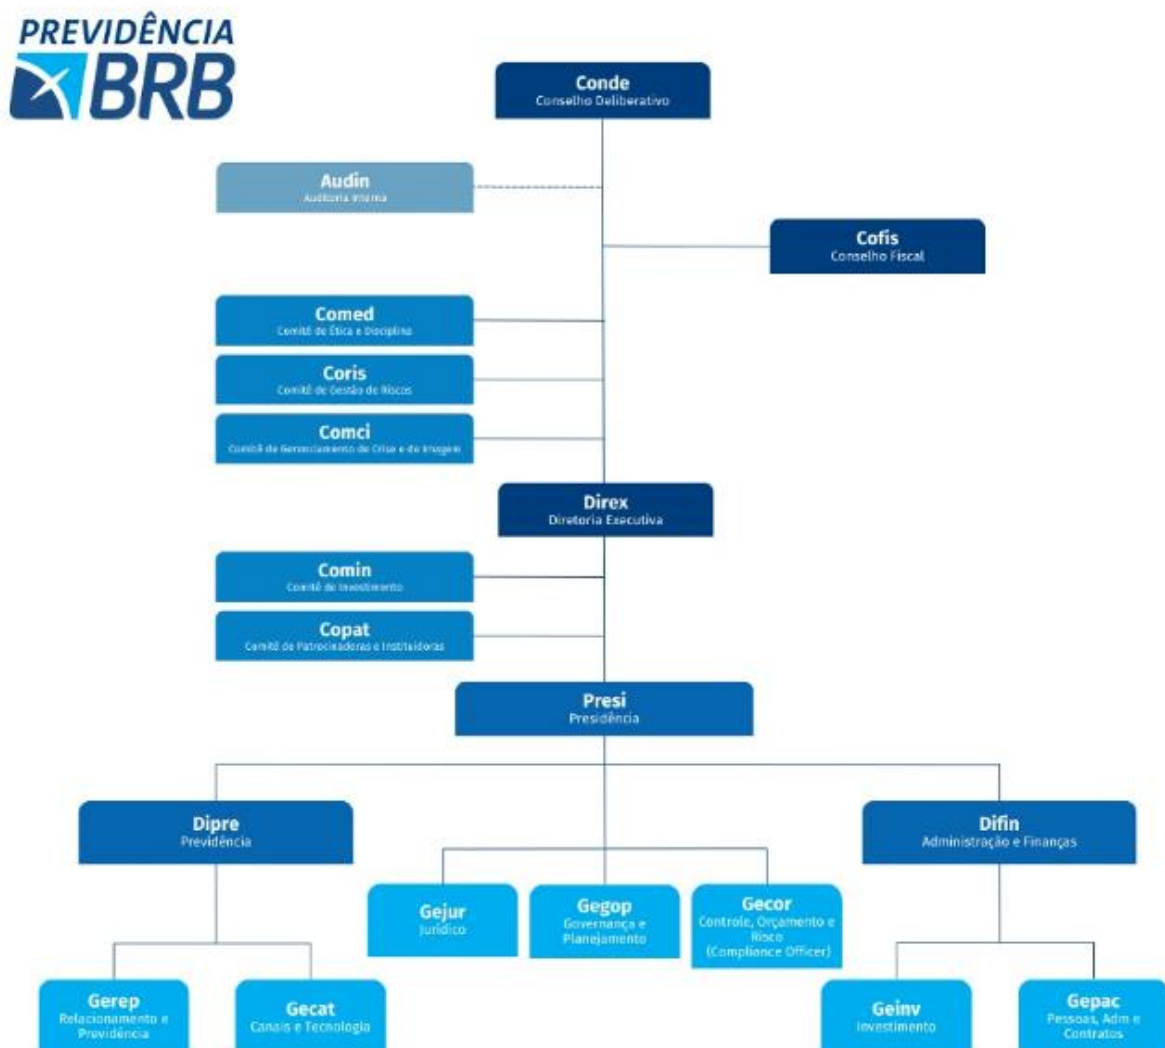 PREVIDÊNCIA
BRB
Conde
Conselho Deliberativo
Audin
Auditoria Interna
Cofis
Conselho Fiscal
Comed
Comitê de Ética e Disciplina
Coris
Comitê de Gestão de Riscos
Comci
Comitê de Gerenciamento de Crise e de Imagem
Direx
Diretoria Executiva
Comin
Comitê de Investimento
Copat
Comitê de Patrocinadoras e Instituidoras
Presi
Presidência
Dipre
Previdência
Difin
Administração e Finanças
Gejur
Jurídico
Gegop
Governança e
Planejamento
Gecor
Controle, Orçamento e
Risco
(Compliance Officer)
Gerep
Relacionamento e
Previdência
Gecat
Canais e Tecnologia
Geinv
Investimento
Gepac
Pessoas, Adm e
Contratos